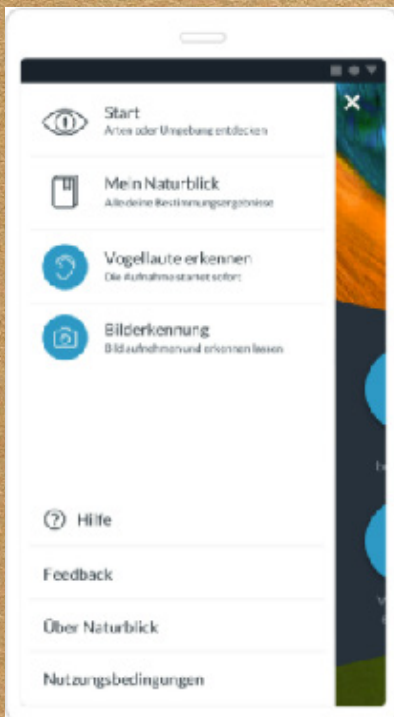 Start
Arten oder Umgebung entdecken
Mein Naturblick
Alle deine Bestimmungsergebnisse
Vogellaute erkennen
Die Aufnahme startet sofort
Bilderkennung
Bild aufnehmen und erkennen lassen
Hilfe
Feedback
Über Naturblick
Nutzungsbedingungen